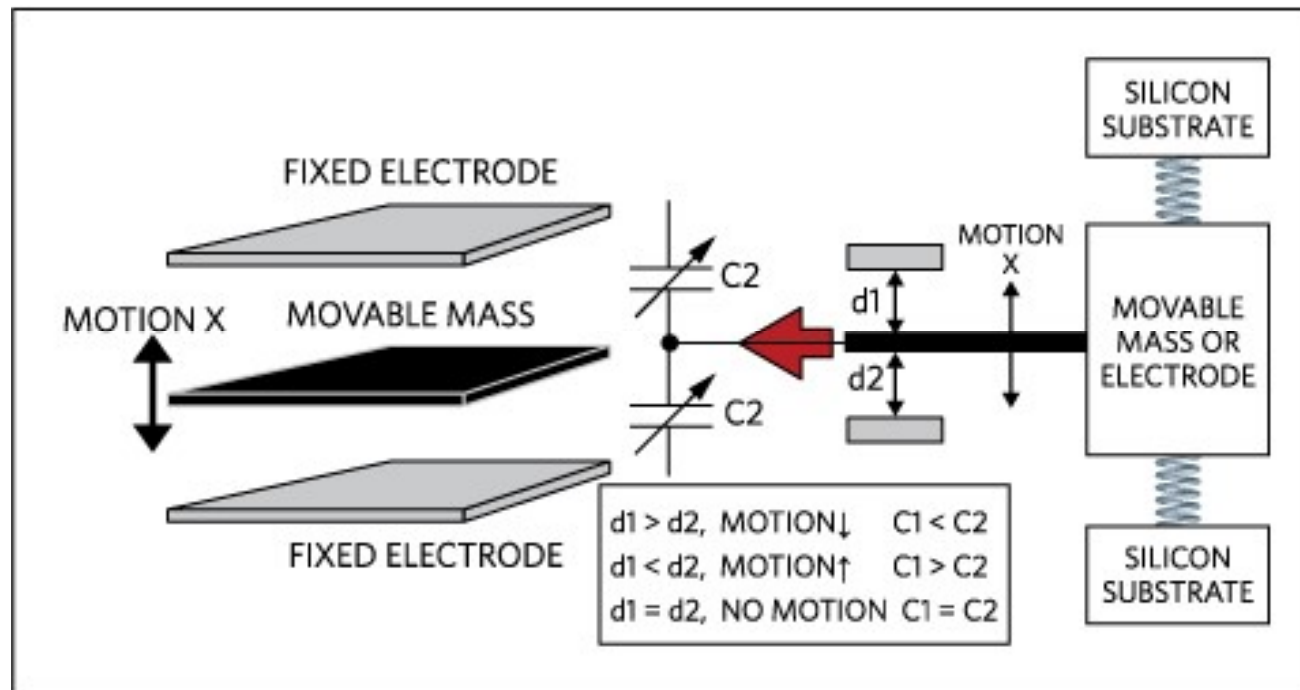 SILICON
SUBSTRATE
FIXED ELECTRODE
MOTION
X
C2
d1
MOTION X
MOVABLE MASS
MOVABLE
MASS OR
ELECTRODE
d2
C2
d1 > d2, MOTION↓ C1 < C2
d1 < d2, MOTION↑ C1 > C2
d1 = d2, NO MOTION C1 = C2
FIXED ELECTRODE
SILICON
SUBSTRATE